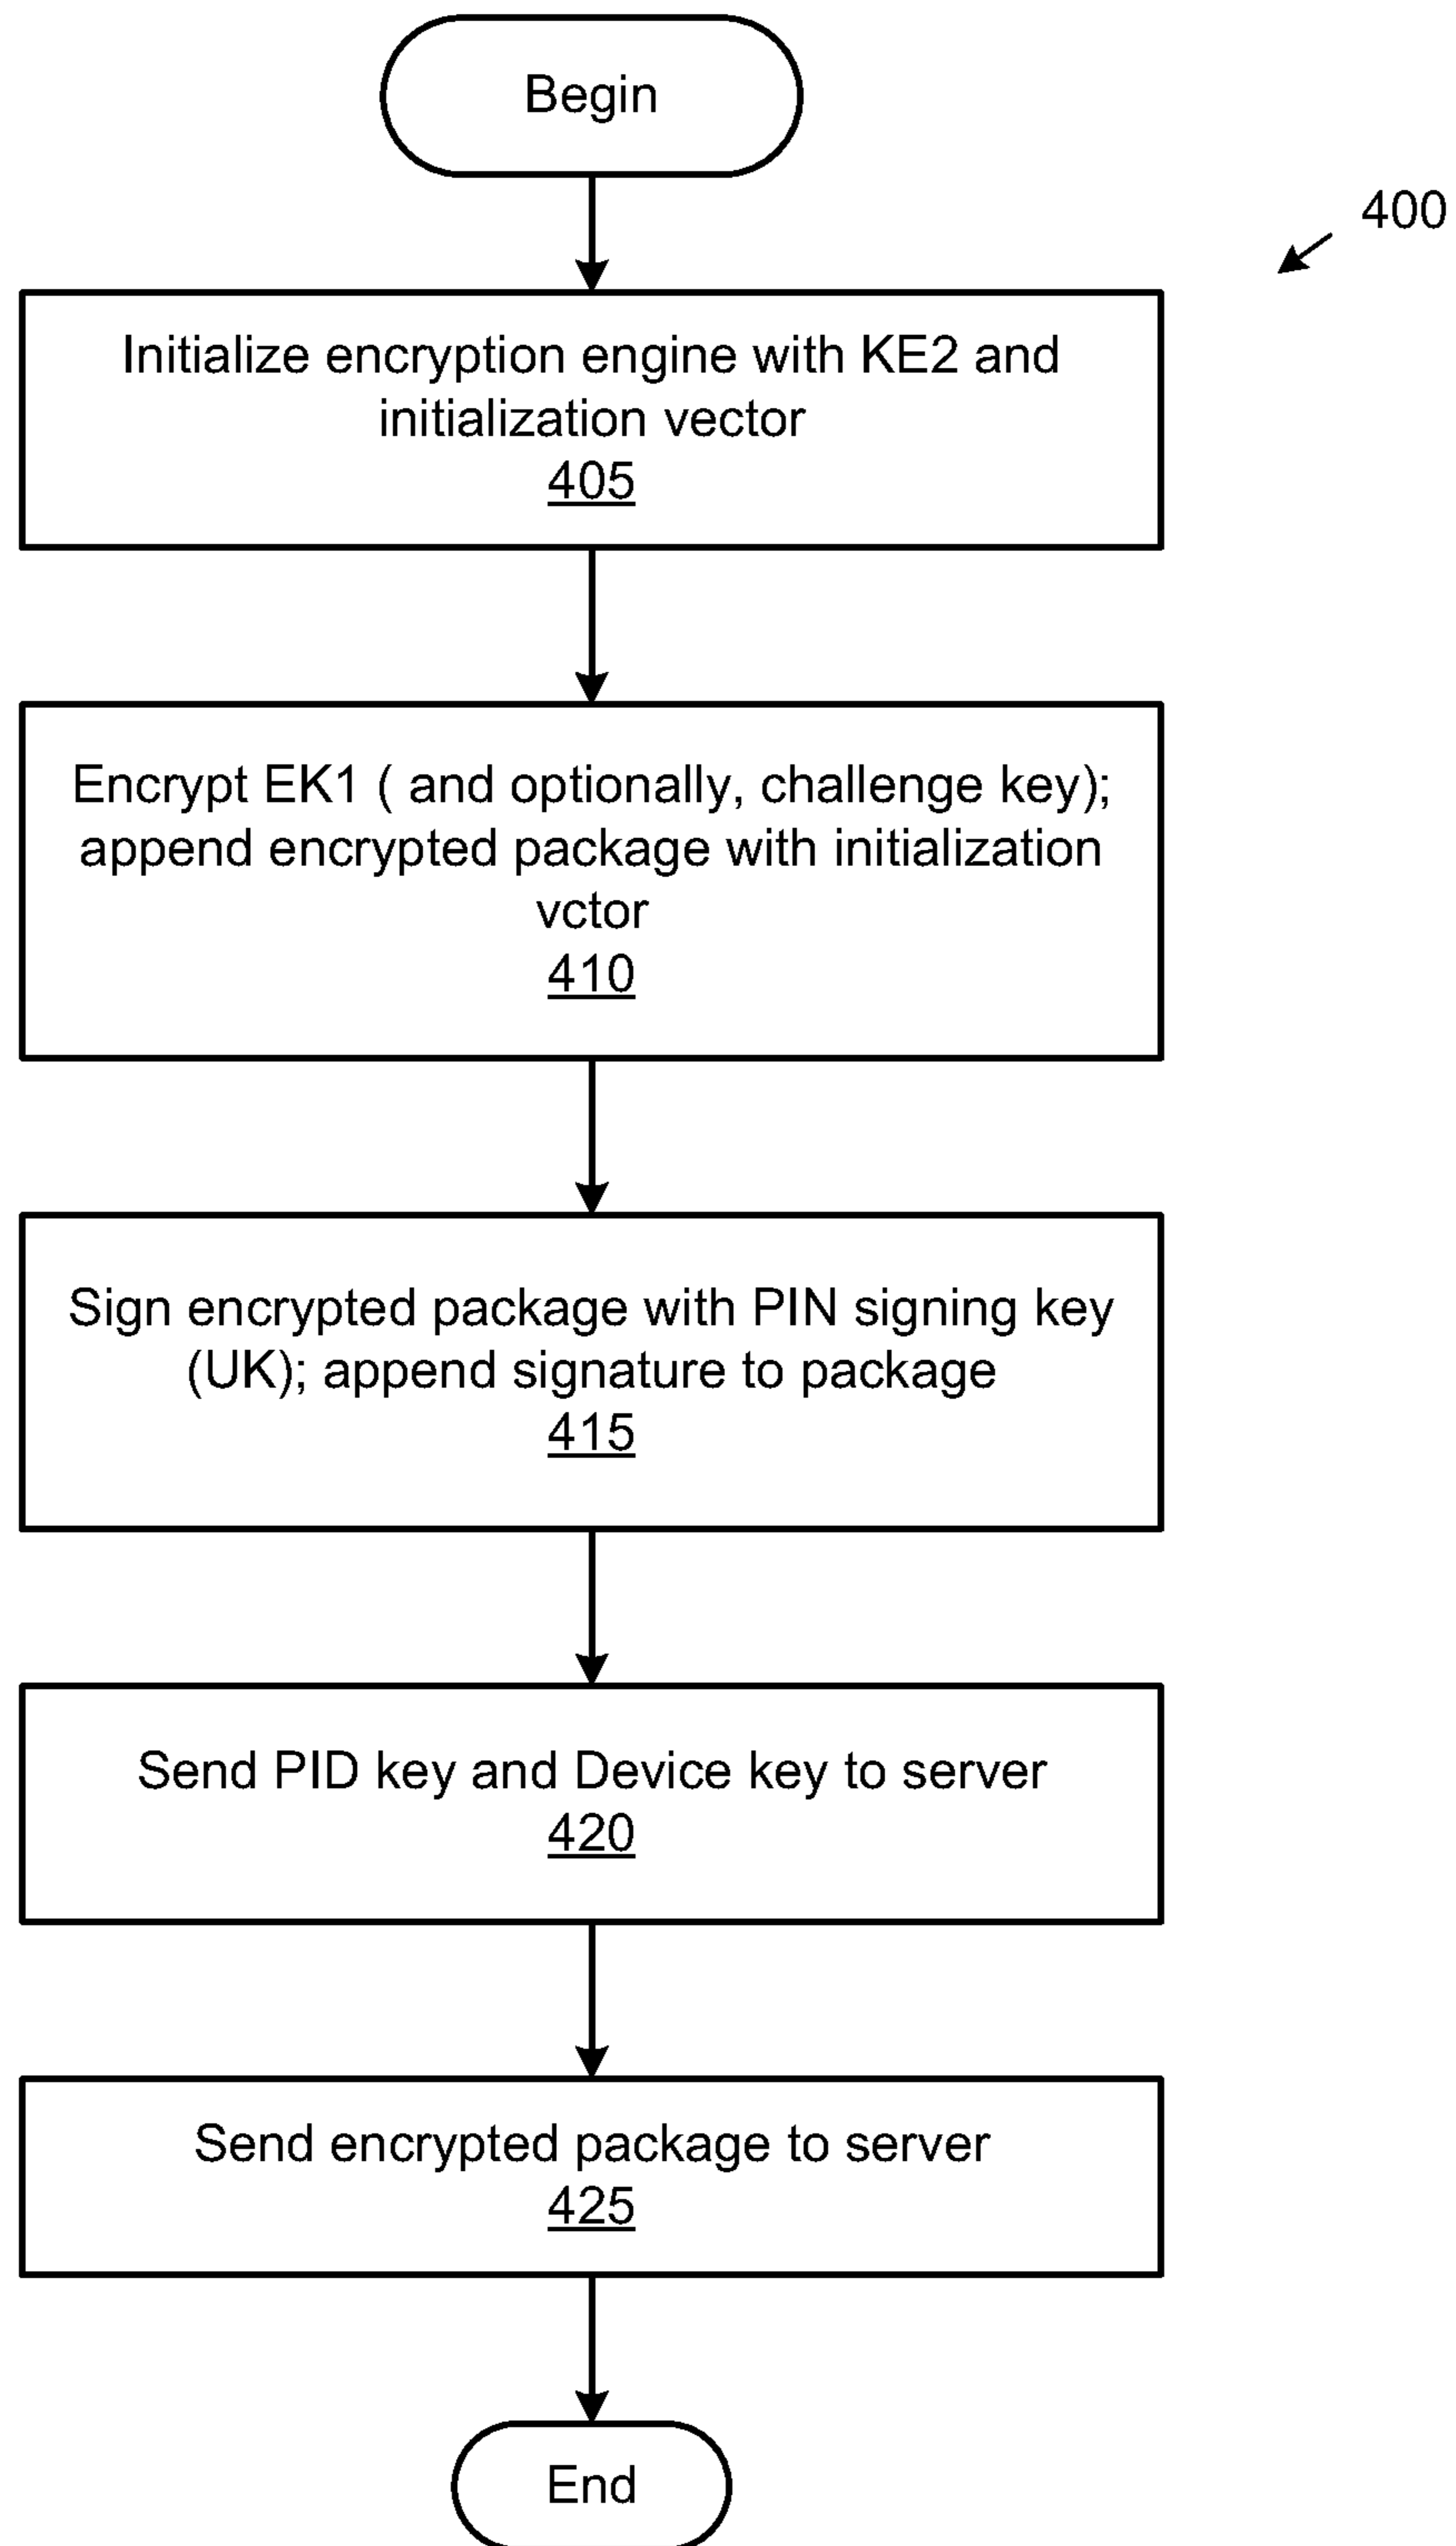 Begin
400
Initialize encryption engine with KE2 and
initialization vector
405
Encrypt EK1 ( and optionally, challenge key);
append encrypted package with initialization
vctor
410
Sign encrypted package with PIN signing key
(UK); append signature to package
415
Send PID key and Device key to server
420
Send encrypted package to server
425
End